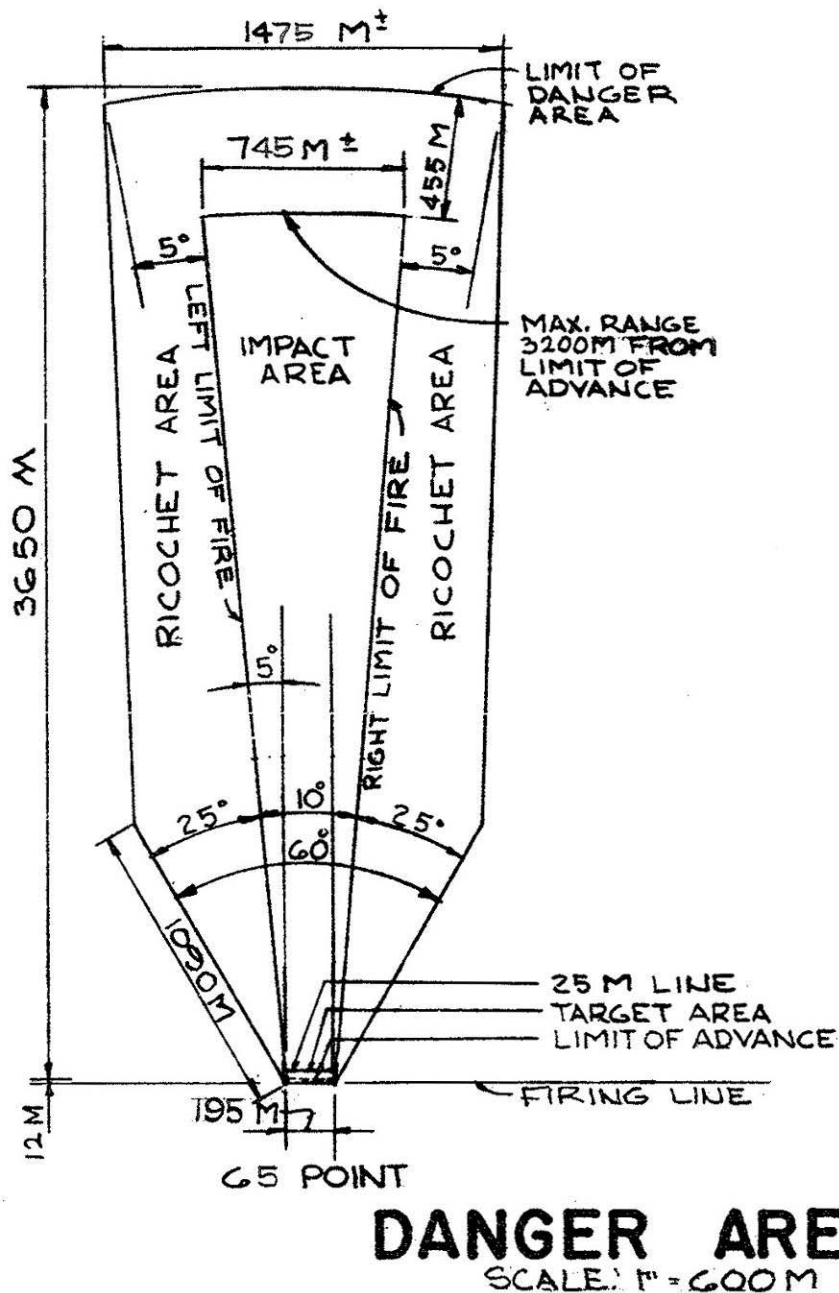 1475 M±
LIMIT OF
DANGER
AREA
745 M±
455 M
5°
5°
MAX. RANGE
3200M FROM
LIMIT OF
ADVANCE
IMPACT
AREA
LEFT LIMIT OF FIRE
RICOCHET AREA
RICOCHET AREA
RIGHT LIMIT OF FIRE
3650 M
5°
25°
10°
25°
60°
1090M
25 M LINE
TARGET AREA
LIMIT OF ADVANCE
FIRING LINE
12 M
195 M
65 POINT
DANGER ARE
SCALE: 1" = 600M